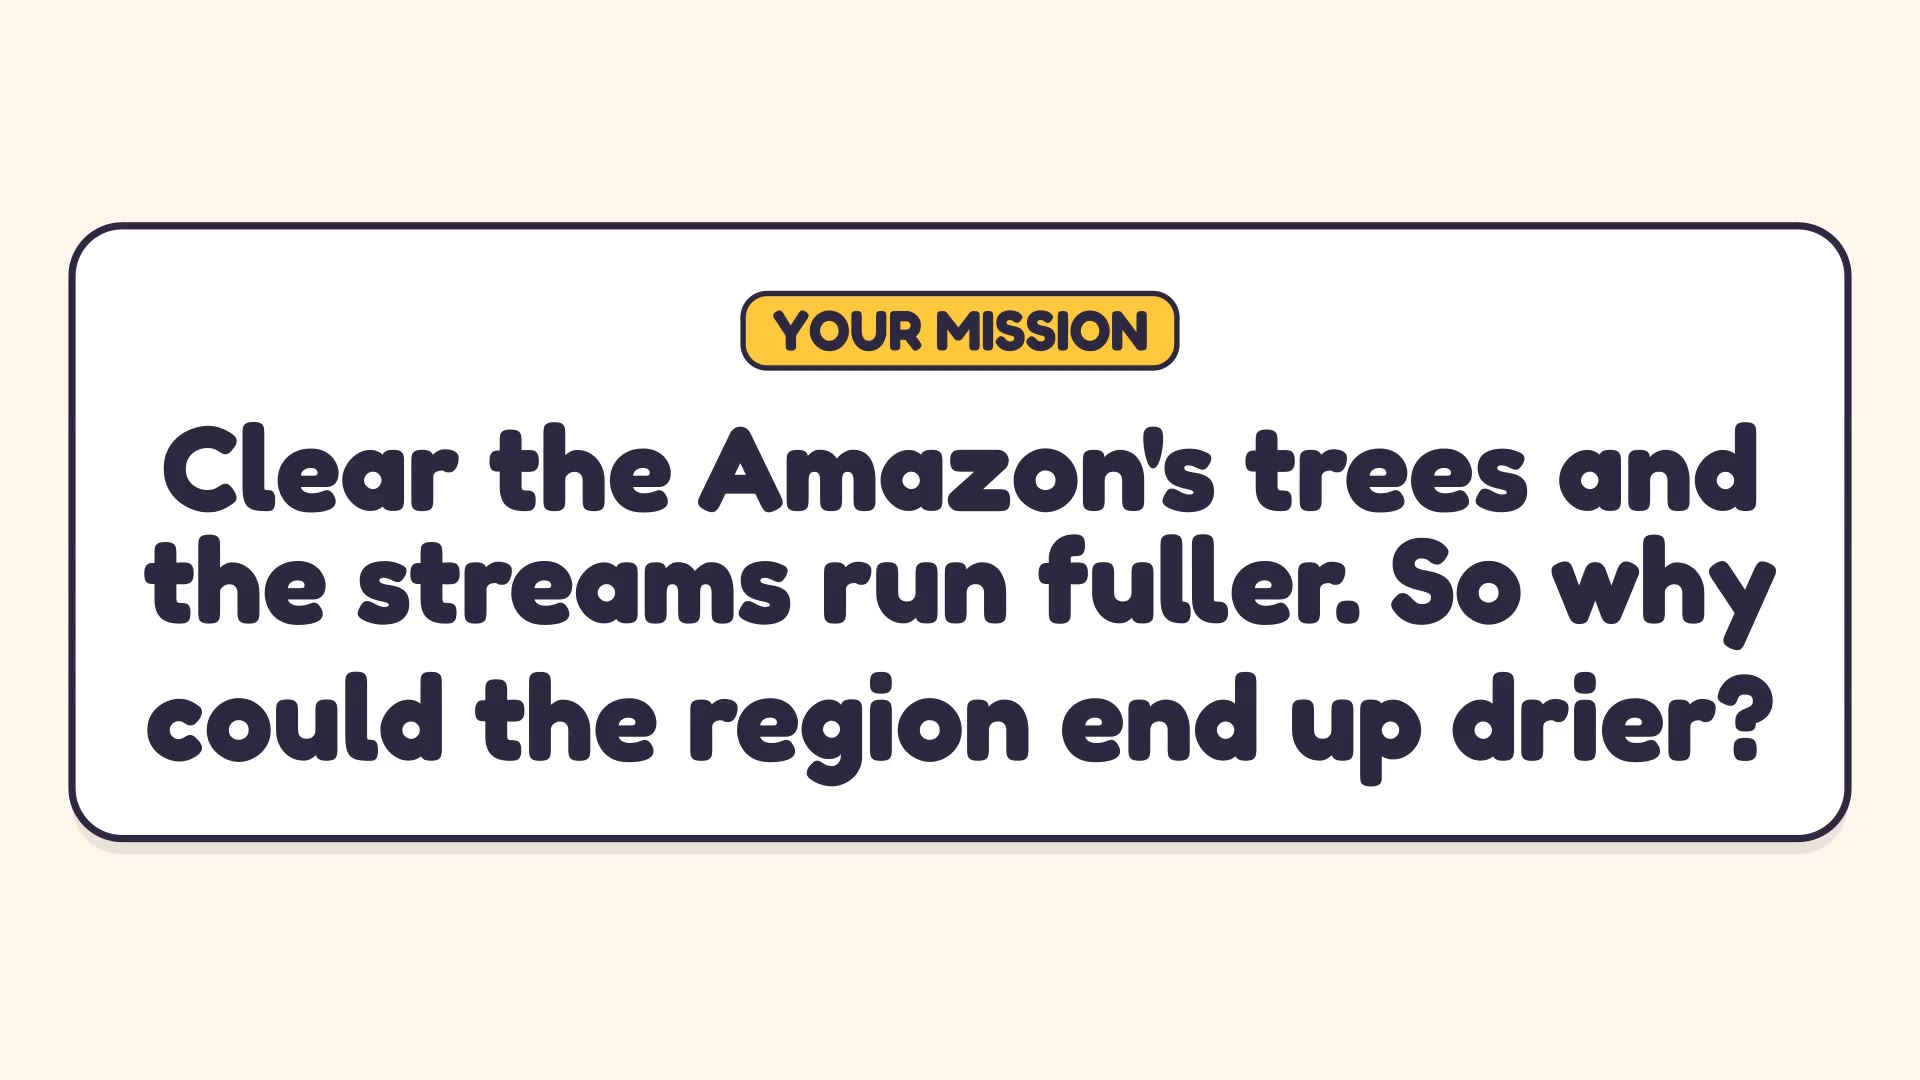 YOUR MISSION
Clear the Amazon's trees and
the streams run fuller. So why
could the region end up drier?